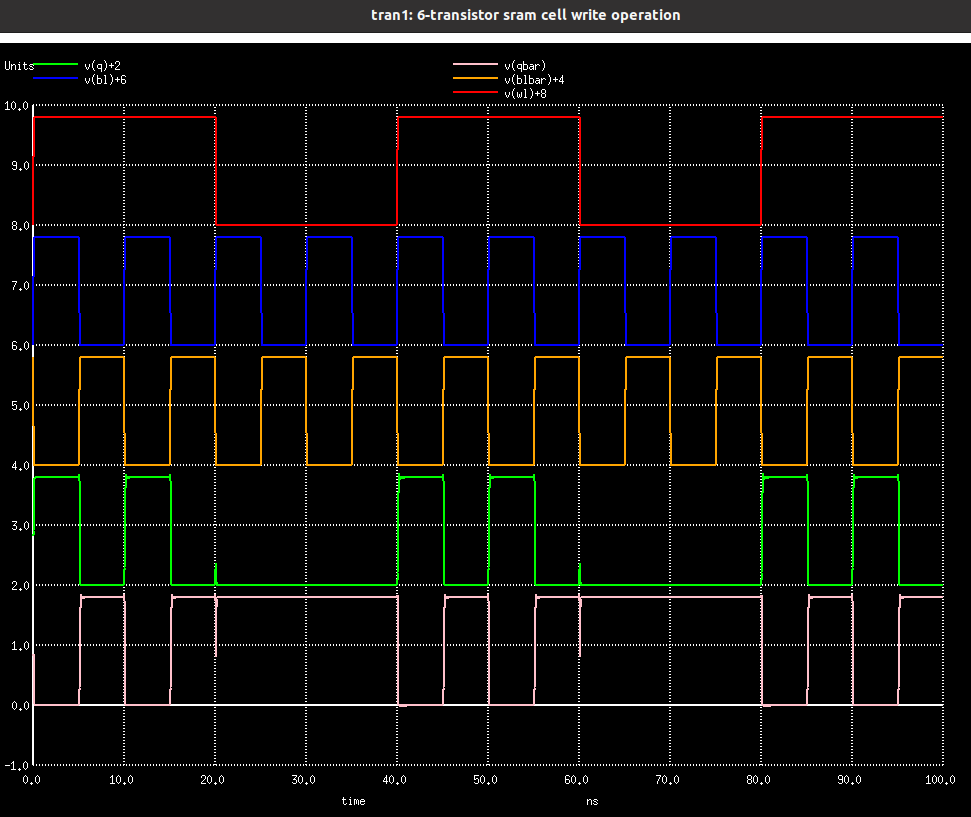 tran1: 6-transistor sram cell write operation
Units v(q)+2 v(qbar)
v(bl)+6 v(blbar)+4
v(wl)+8
10.0
9.0
8.0
7.0
6.0
5.0
4.0
3.0
2.0
1.0
0.0
-1.0
0.0 10.0 20.0 30.0 40.0 50.0 60.0 70.0 80.0 90.0 100.0
time ns